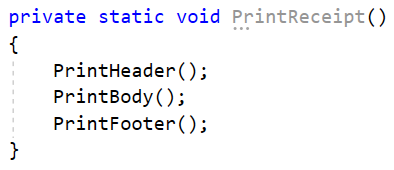 private static void PrintReceipt()
{
    PrintHeader();
    PrintBody();
    PrintFooter();
}